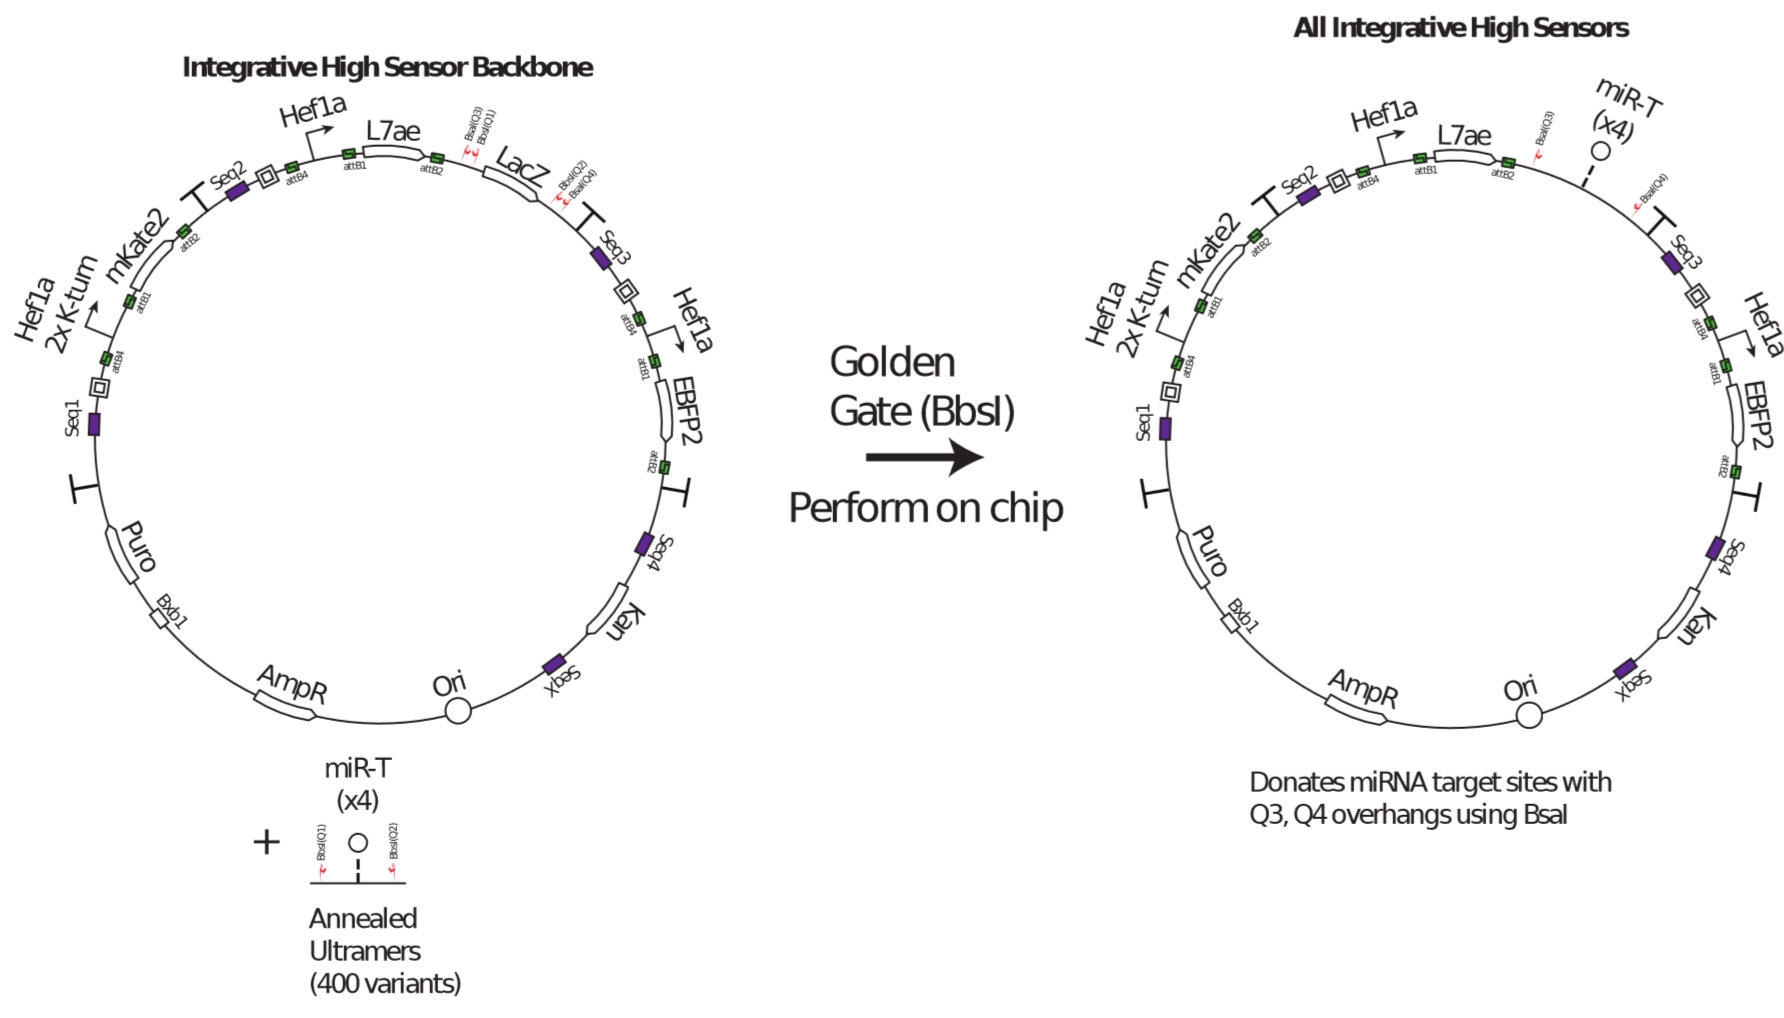 Integrative High Sensor Backbone
Hef1a
L7ae
BsaI(Q3)
BbsI(Q1)
LacZ
BbsI(Q2)
BsaI(Q4)
Seq2
attB4
attB1
attB2
mKate2
attB2
Seq3
Hef1a
2x K-turn
attB1
attB4
attB4
Hef1a
attB1
Seq1
EBFP2
attB2
Puro
Seq4
Bxb1
Kan
SeqX
AmpR
Ori
miR-T
(x4)
+
BbsI(Q1)
BbsI(Q2)
Annealed
Ultramers
(400 variants)
Golden
Gate (BbsI)
Perform on chip
All Integrative High Sensors
Hef1a
L7ae
BsaI(Q3)
miR-T
(x4)
BsaI(Q4)
Seq2
attB4
attB1
attB2
mKate2
attB2
Seq3
Hef1a
2x K-turn
attB1
attB4
attB4
Hef1a
attB1
Seq1
EBFP2
attB2
Puro
Seq4
Bxb1
Kan
SeqX
AmpR
Ori
Donates miRNA target sites with
Q3, Q4 overhangs using BsaI